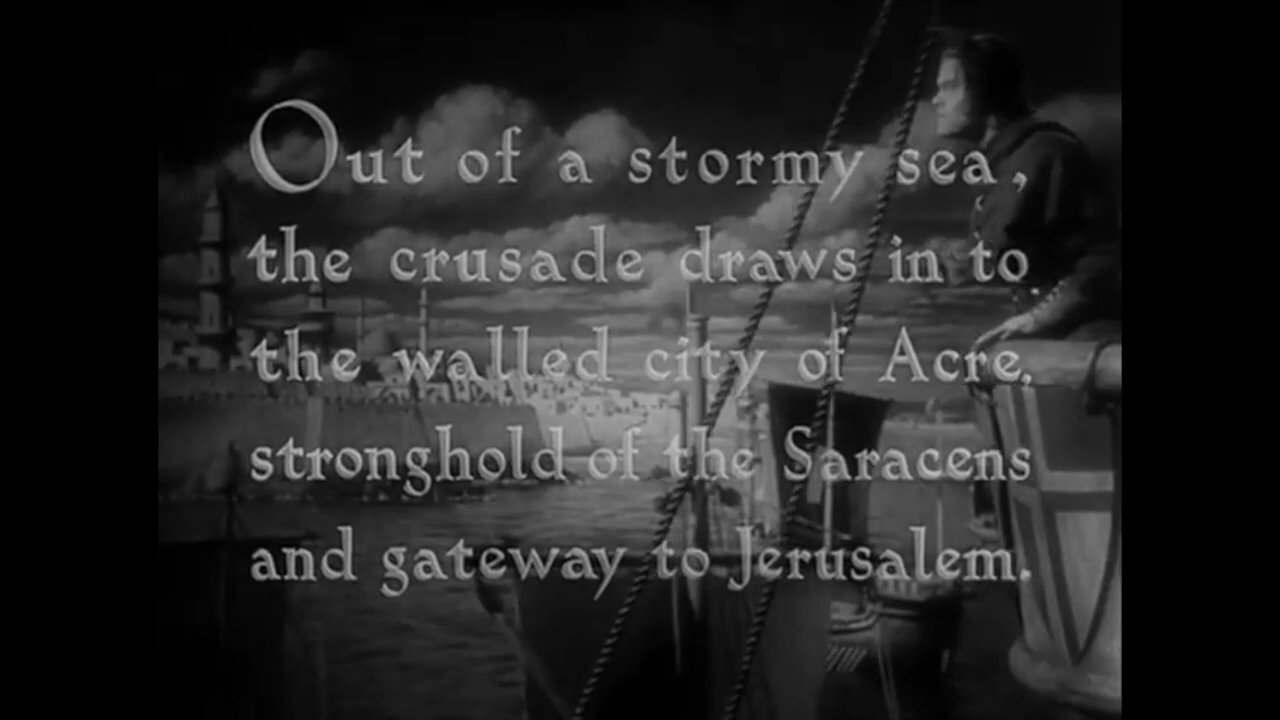 Out of a stormy sea,
the crusade draws in to
the walled city of Acre,
stronghold of the Saracens
and gateway to Jerusalem.